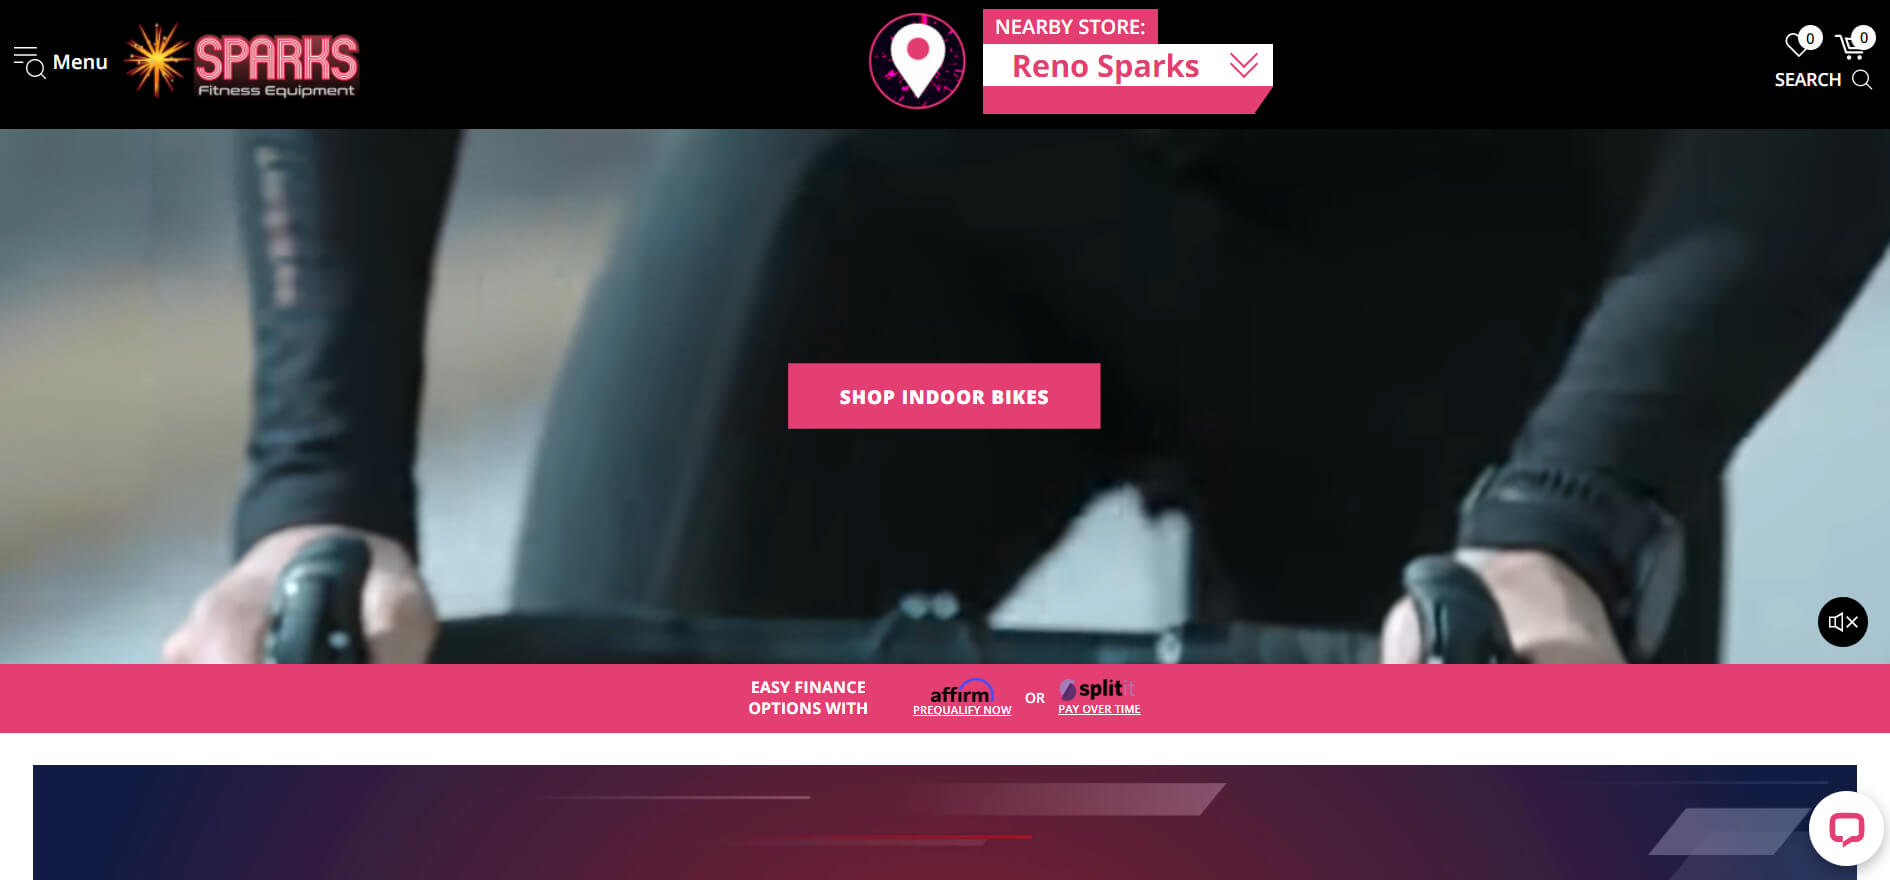 Menu
SPARKS
Fitness Equipment
NEARBY STORE:
Reno Sparks
0
0
SEARCH
SHOP INDOOR BIKES
EASY FINANCE
OPTIONS WITH
affirm
PREQUALIFY NOW
OR
splitit
PAY OVER TIME